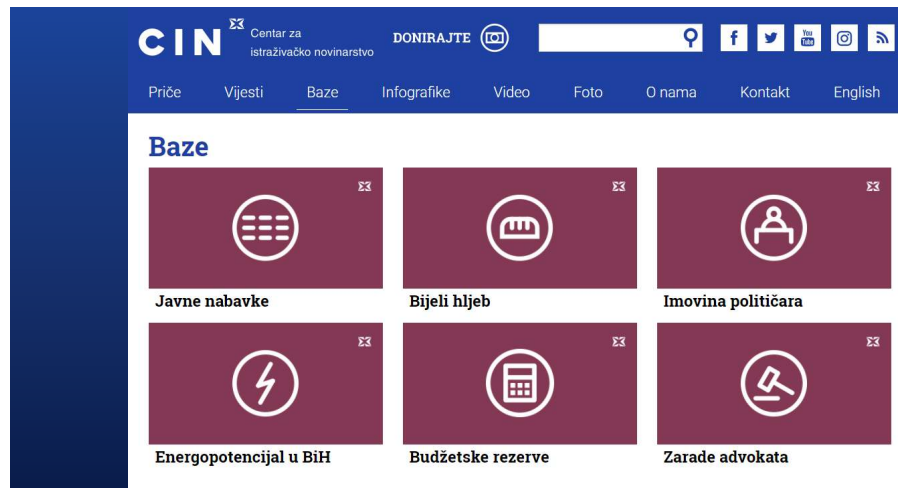 CIN
Centar za
istraživačko novinarstvo
DONIRAJTE
You
Tube
Priče Vijesti Baze Infografike Video Foto O nama Kontakt English
Baze
Javne nabavke Bijeli hljeb Imovina političara
Energopotencijal u BiH Budžetske rezerve Zarade advokata